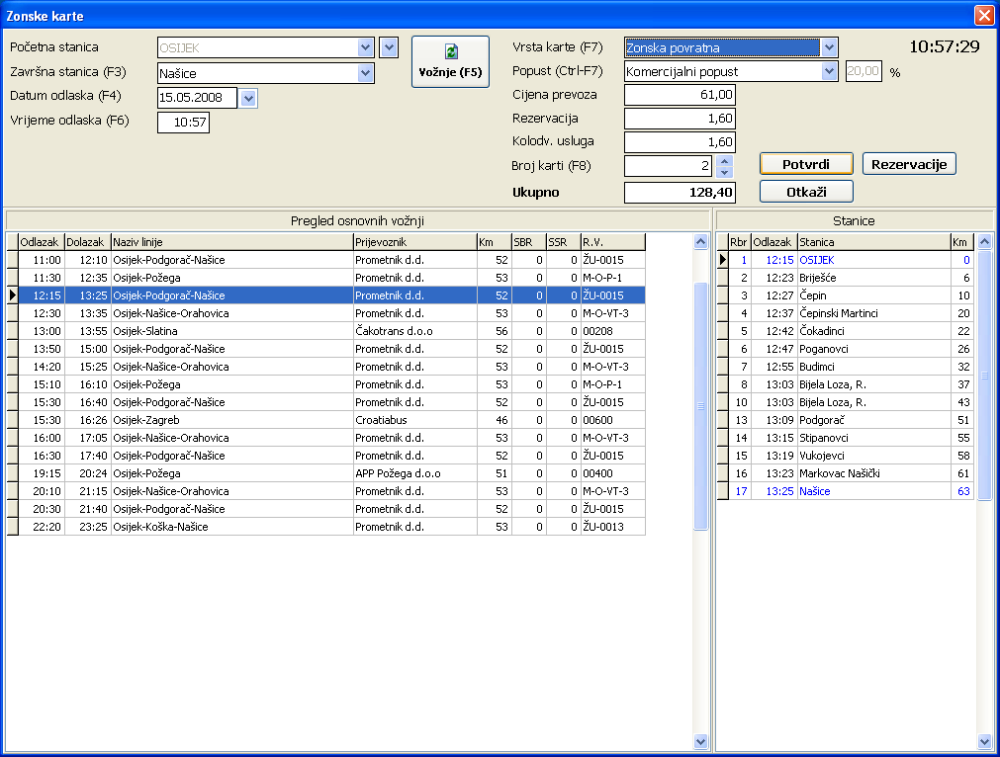 Zonske karte
Početna stanica OSIJEK
Završna stanica (F3) Našice
Datum odlaska (F4) 15.05.2008
Vrijeme odlaska (F6) 10:57
Vožnje (F5)
Vrsta karte (F7) Zonska povratna
10:57:29
Popust (Ctrl-F7) Komercijalni popust 20,00 %
Cijena prevoza 61,00
Rezervacija 1,60
Kolodv. usluga 1,60
Broj karti (F8) 2
Ukupno 128,40
Potvrdi Rezervacije
Otkaži
Pregled osnovnih vožnji
Odlazak Dolazak Naziv linije Prijevoznik Km SBR SSR R.V.
11:00 12:10 Osijek-Podgorač-Našice Prometnik d.d. 52 0 0 ŽU-0015
11:30 12:35 Osijek-Požega Prometnik d.d. 53 0 0 M-O-P-1
12:15 13:25 Osijek-Podgorač-Našice Prometnik d.d. 52 0 0 ŽU-0015
12:30 13:35 Osijek-Našice-Orahovica Prometnik d.d. 53 0 0 M-O-VT-3
13:00 13:55 Osijek-Slatina Čakotrans d.o.o 56 0 0 00208
13:50 15:00 Osijek-Podgorač-Našice Prometnik d.d. 52 0 0 ŽU-0015
14:20 15:25 Osijek-Našice-Orahovica Prometnik d.d. 53 0 0 M-O-VT-3
15:10 16:10 Osijek-Požega Prometnik d.d. 53 0 0 M-O-P-1
15:30 16:40 Osijek-Podgorač-Našice Prometnik d.d. 52 0 0 ŽU-0015
15:30 16:26 Osijek-Zagreb Croatiabus 46 0 0 00600
16:00 17:05 Osijek-Našice-Orahovica Prometnik d.d. 53 0 0 M-O-VT-3
16:30 17:40 Osijek-Podgorač-Našice Prometnik d.d. 52 0 0 ŽU-0015
19:15 20:24 Osijek-Požega APP Požega d.o.o 51 0 0 00400
20:10 21:15 Osijek-Našice-Orahovica Prometnik d.d. 53 0 0 M-O-VT-3
20:30 21:40 Osijek-Podgorač-Našice Prometnik d.d. 52 0 0 ŽU-0015
22:20 23:25 Osijek-Koška-Našice Prometnik d.d. 53 0 0 ŽU-0013
Stanice
Rbr Odlazak Stanica Km
1 12:15 OSIJEK 0
2 12:23 Briješće 6
3 12:27 Čepin 10
4 12:37 Čepinski Martinci 20
5 12:42 Čokadinci 22
6 12:47 Poganovci 26
7 12:55 Budimci 32
8 13:03 Bijela Loza, R. 37
10 13:03 Bijela Loza, R. 43
13 13:09 Podgorač 51
14 13:15 Stipanovci 55
15 13:19 Vukojevci 58
16 13:23 Markovac Našički 61
17 13:25 Našice 63